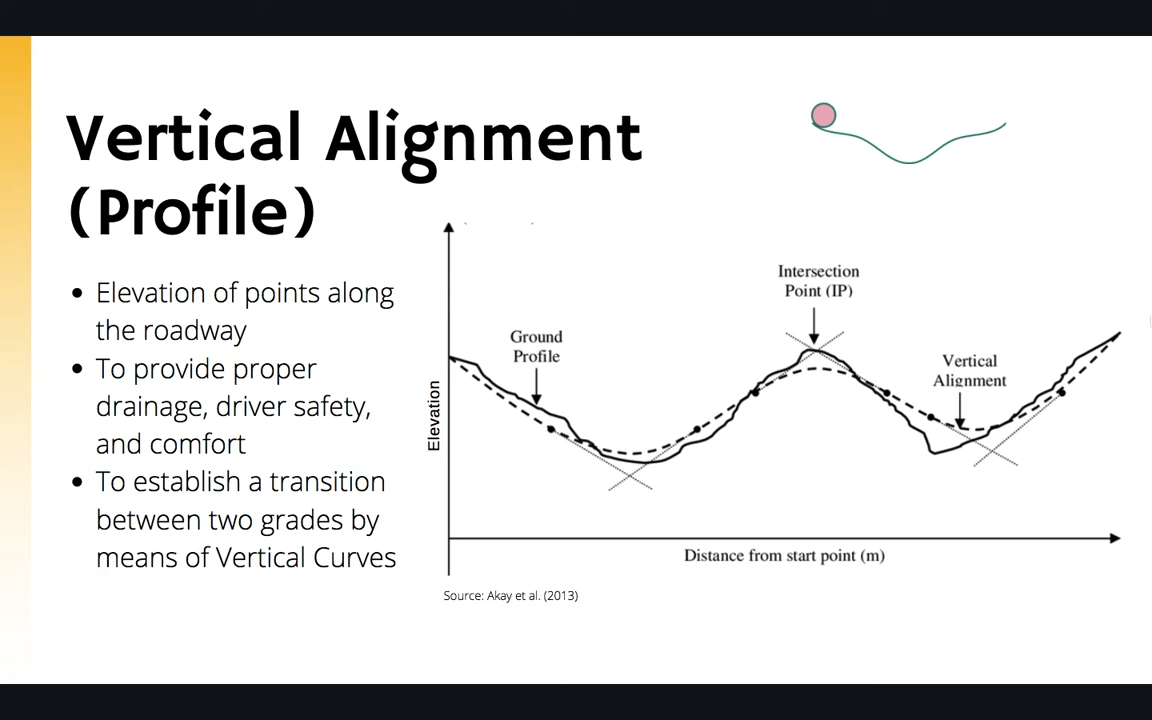 Vertical Alignment
(Profile)
• Elevation of points along
the roadway
• To provide proper
drainage, driver safety,
and comfort
• To establish a transition
between two grades by
means of Vertical Curves
Intersection
Point (IP)
Ground
Profile
Vertical
Alignment
Elevation
Distance from start point (m)
Source: Akay et al. (2013)